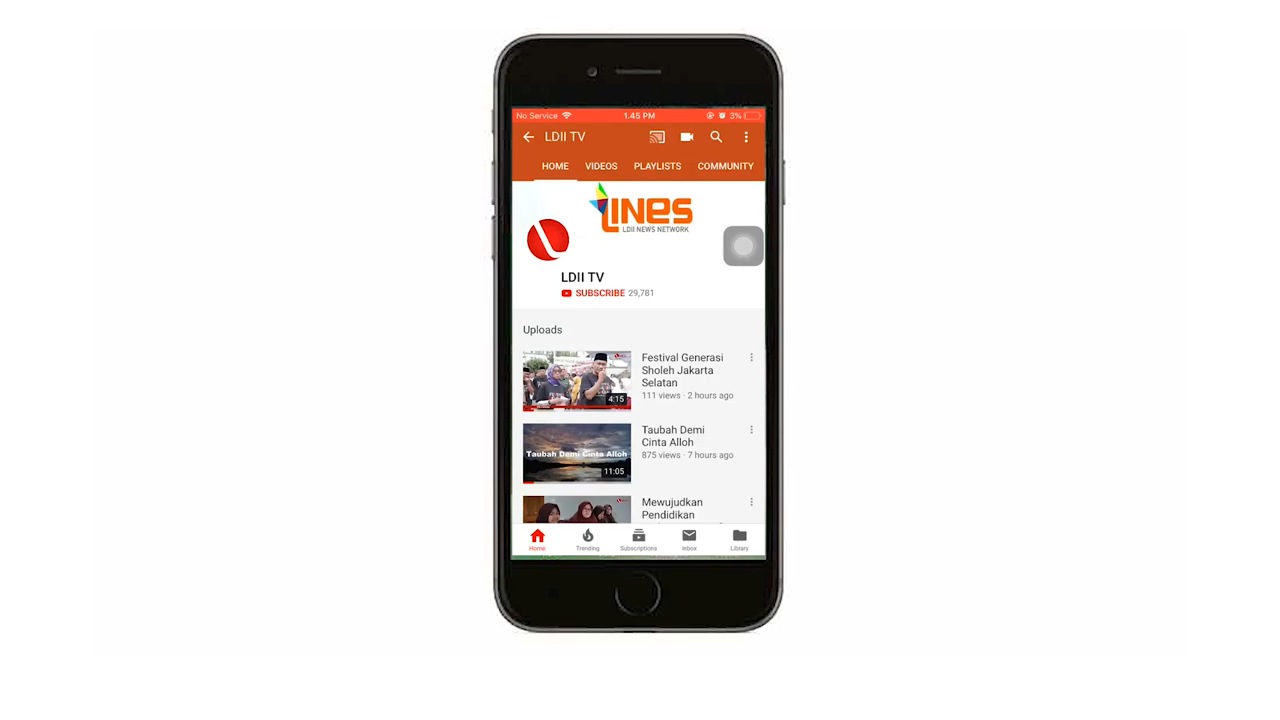 No Service 1.45 PM 3%
LDII TV
HOME VIDEOS PLAYLISTS COMMUNITY
LINES
LDII NEWS NETWORK
LDII TV
SUBSCRIBE 29,781
Uploads
4:15
Festival Generasi
Sholeh Jakarta
Selatan
111 views · 2 hours ago
Taubah Demi Cinta Alloh
11:05
Taubah Demi
Cinta Alloh
875 views · 7 hours ago
Mewujudkan
Pendidikan
Home Trending Subscriptions Inbox Library